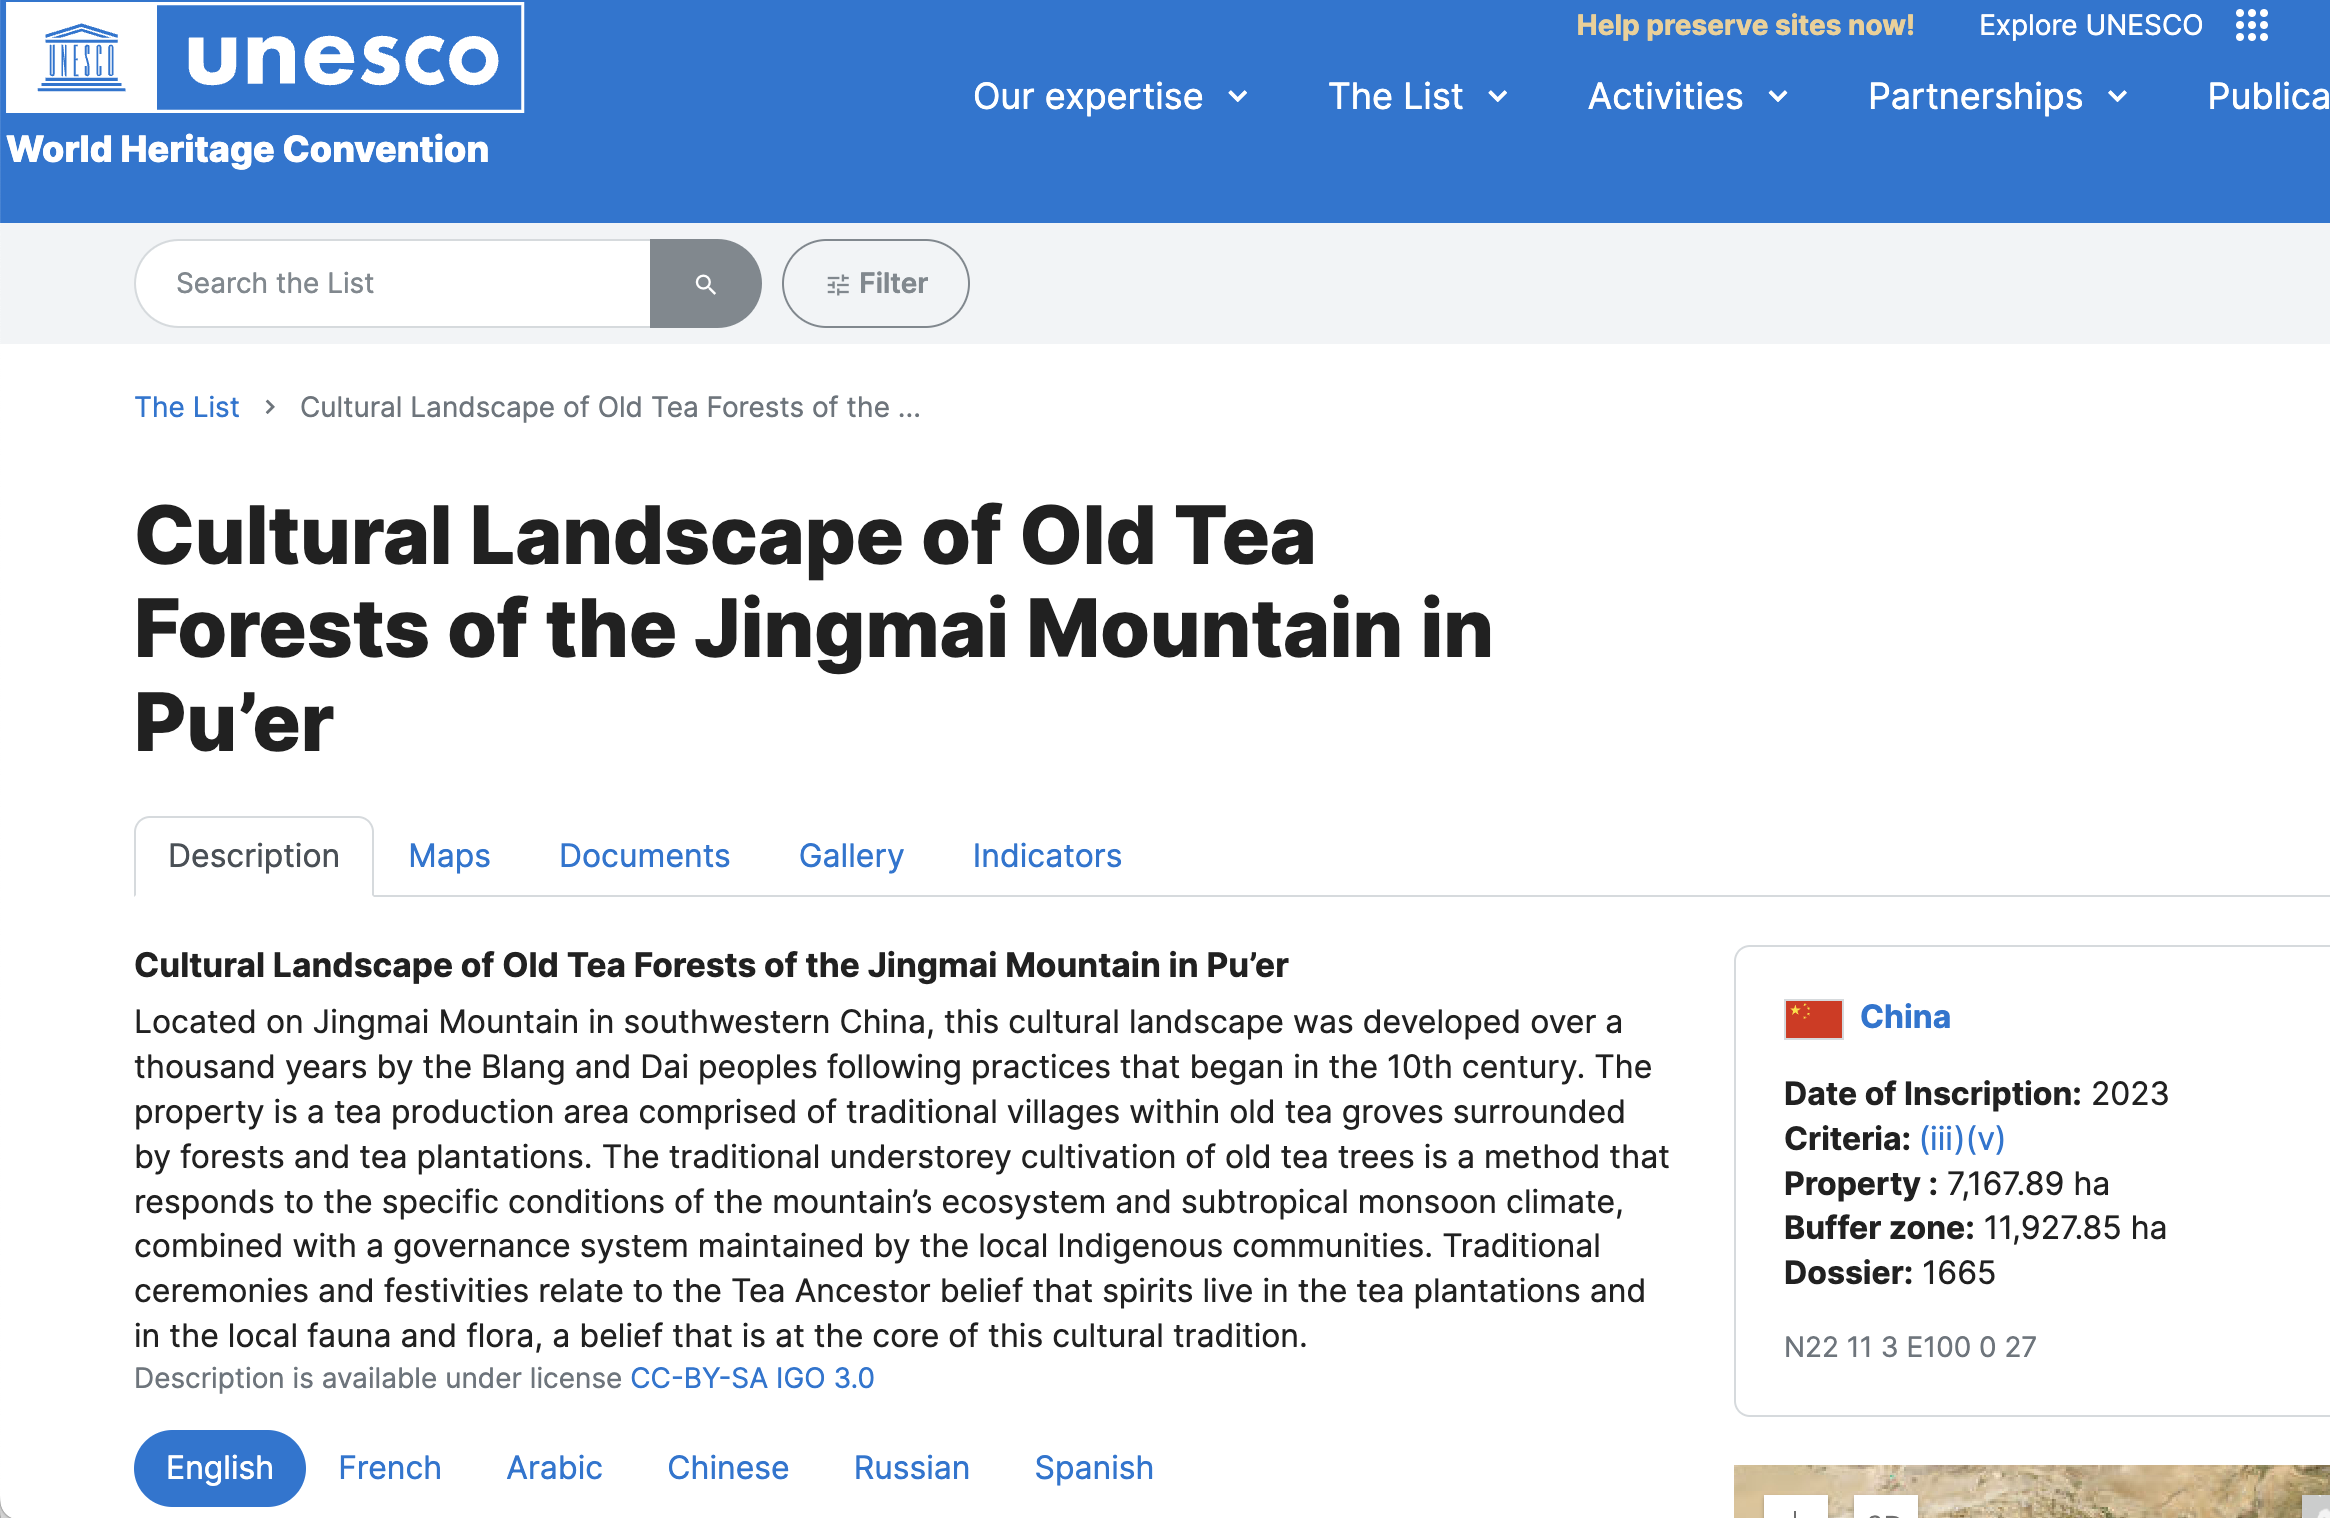 UNESCO
unesco
World Heritage Convention
Help preserve sites now!
Explore UNESCO
Our expertise
The List
Activities
Partnerships
Publica
Search the List
Filter
The List > Cultural Landscape of Old Tea Forests of the ...
Cultural Landscape of Old Tea
Forests of the Jingmai Mountain in
Pu’er
Description
Maps
Documents
Gallery
Indicators
Cultural Landscape of Old Tea Forests of the Jingmai Mountain in Pu’er
Located on Jingmai Mountain in southwestern China, this cultural landscape was developed over a
thousand years by the Blang and Dai peoples following practices that began in the 10th century. The
property is a tea production area comprised of traditional villages within old tea groves surrounded
by forests and tea plantations. The traditional understorey cultivation of old tea trees is a method that
responds to the specific conditions of the mountain’s ecosystem and subtropical monsoon climate,
combined with a governance system maintained by the local Indigenous communities. Traditional
ceremonies and festivities relate to the Tea Ancestor belief that spirits live in the tea plantations and
in the local fauna and flora, a belief that is at the core of this cultural tradition.
Description is available under license CC-BY-SA IGO 3.0
English
French
Arabic
Chinese
Russian
Spanish
China
Date of Inscription: 2023
Criteria: (iii)(v)
Property : 7,167.89 ha
Buffer zone: 11,927.85 ha
Dossier: 1665
N22 11 3 E100 0 27